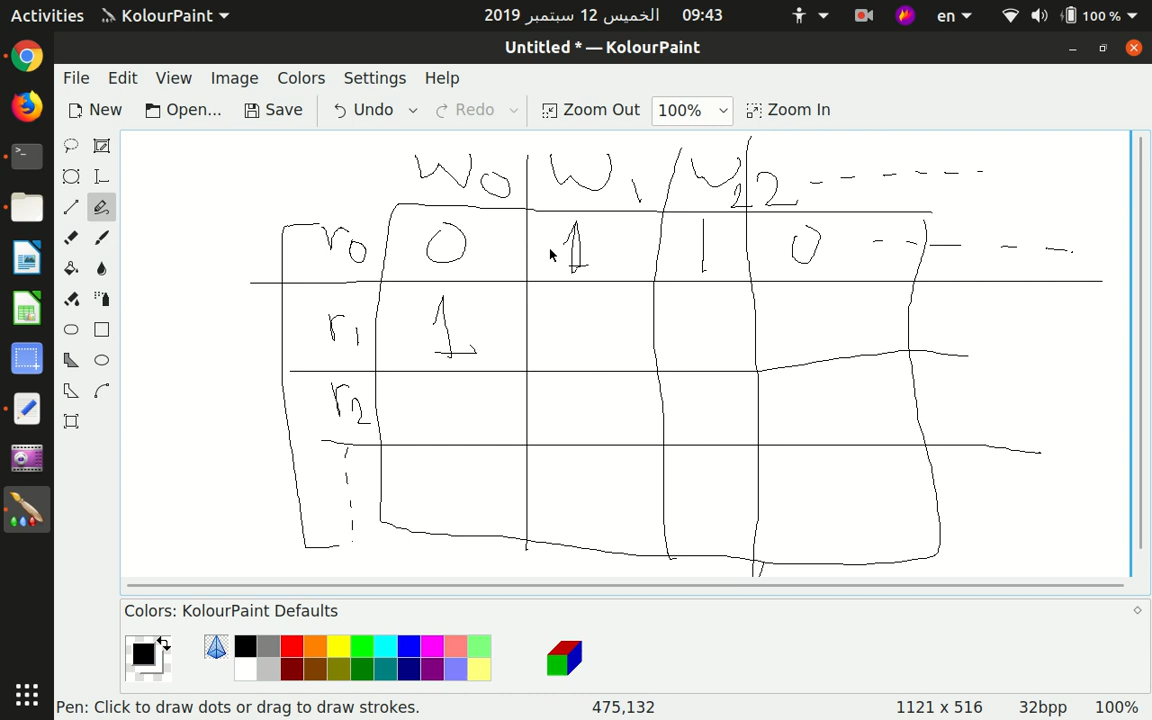 Activities KolourPaint 2019 الخميس 12 سبتمبر 09:43 en 100 %
Untitled * — KolourPaint
File Edit View Image Colors Settings Help
New Open... Save Undo Redo Zoom Out 100% Zoom In
w0 w1 w2 2
r0 0 1 1 0
r1 1
r2
Colors: KolourPaint Defaults
Pen: Click to draw dots or drag to draw strokes. 475,132 1121 x 516 32bpp 100%